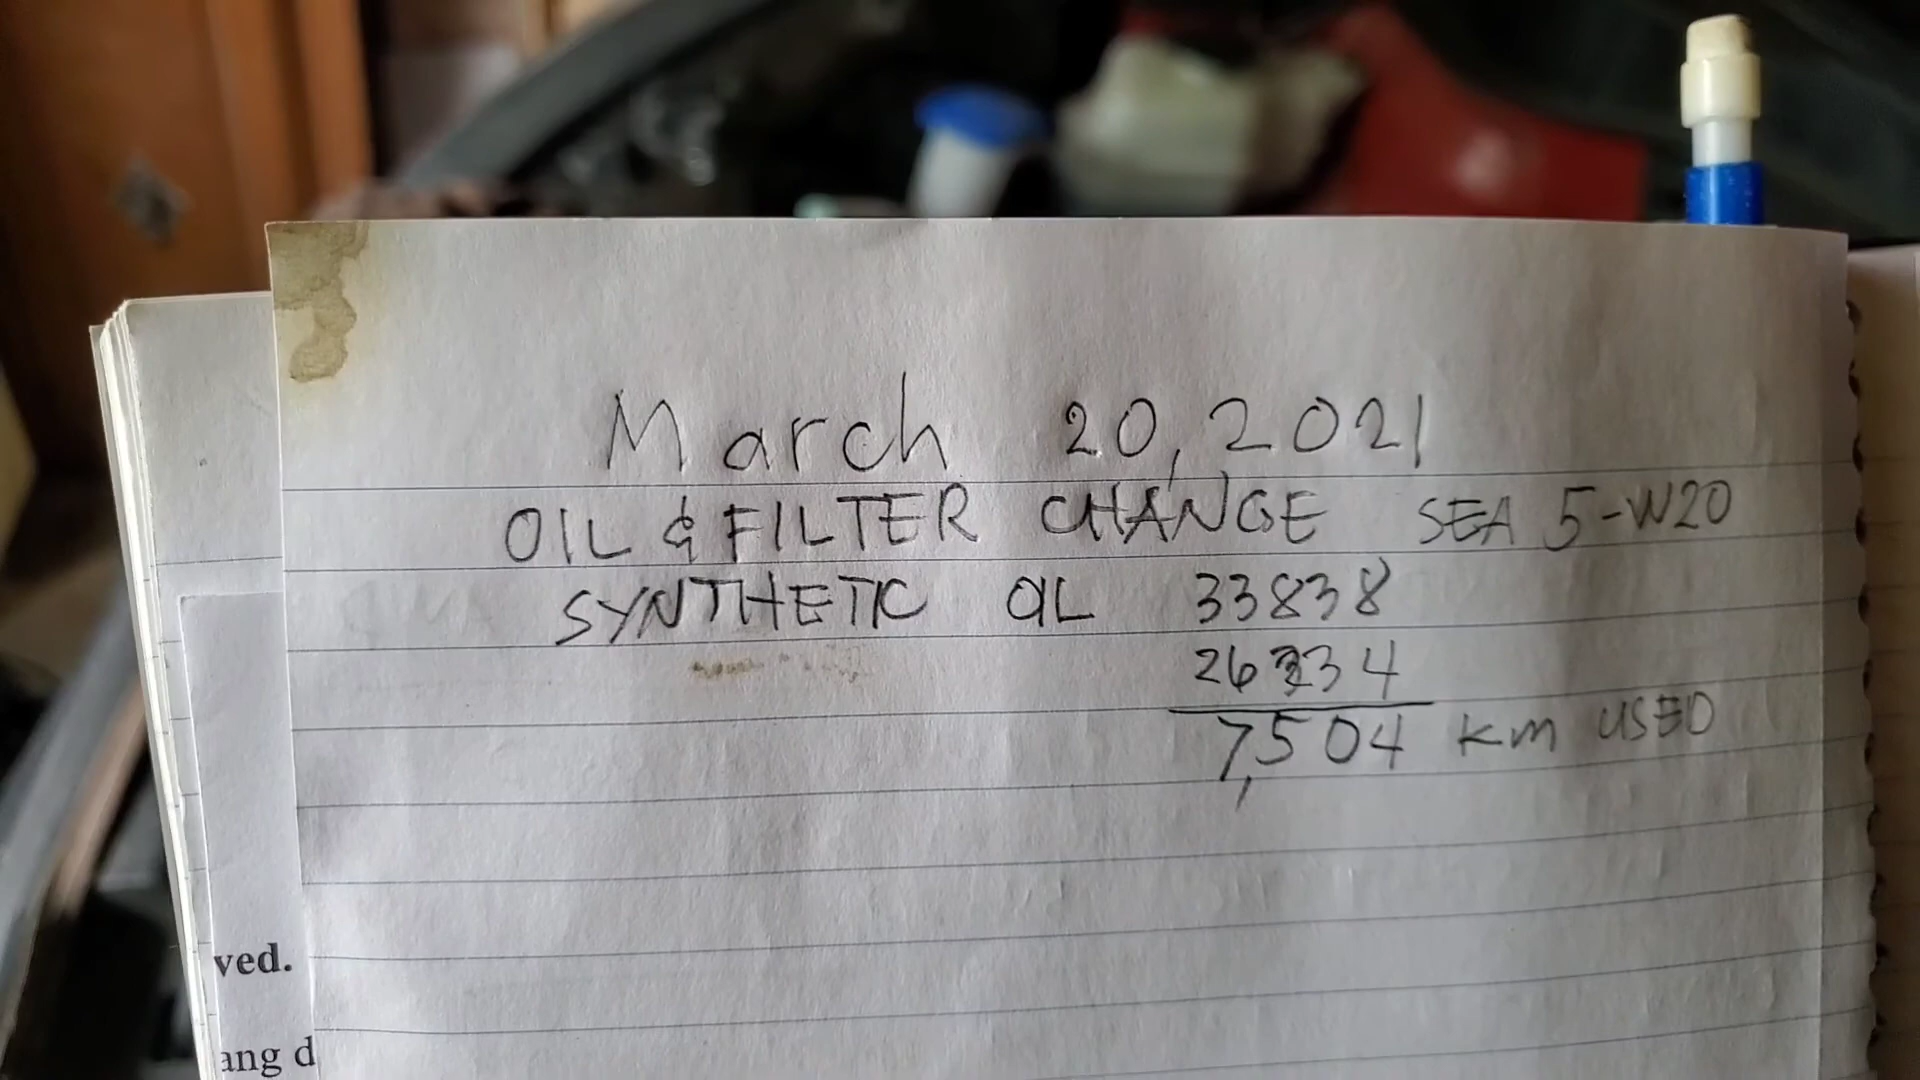 March 20, 2021
OIL & FILTER CHANGE SEA 5-W20
SYNTHETIC OIL 33838
26334
7,504 km USED
ved.
ang d